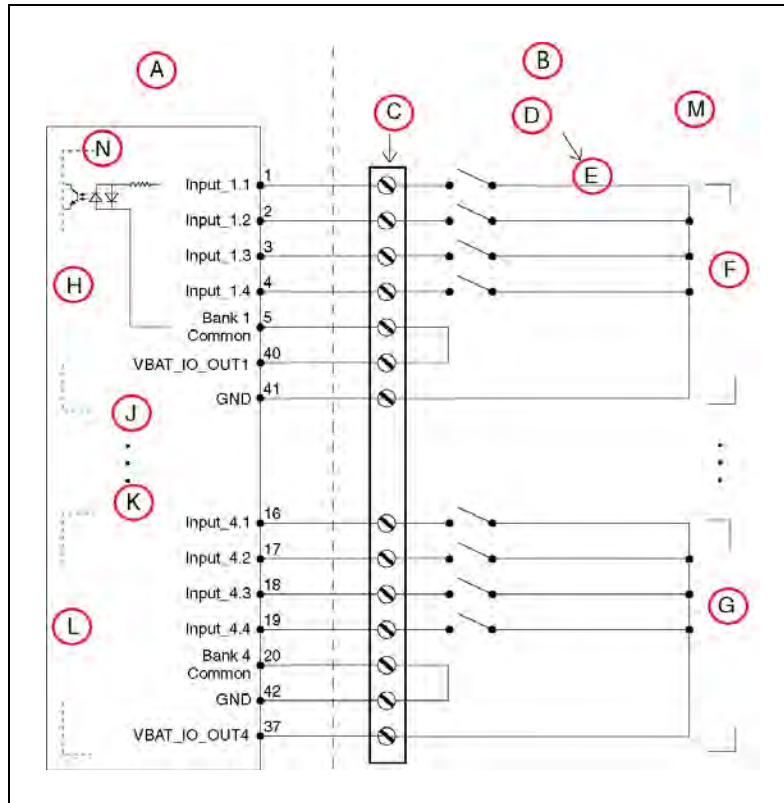 A
B
C
D
M
E
N
Input_1.1 1
Input_1.2 2
Input_1.3 3
Input_1.4 4
H
F
Bank 1
Common 5
VBAT_IO_OUT1 40
GND 41
J
K
Input_4.1 16
Input_4.2 17
Input_4.3 18
Input_4.4 19
L
G
Bank 4
Common 20
GND 42
VBAT_IO_OUT4 37